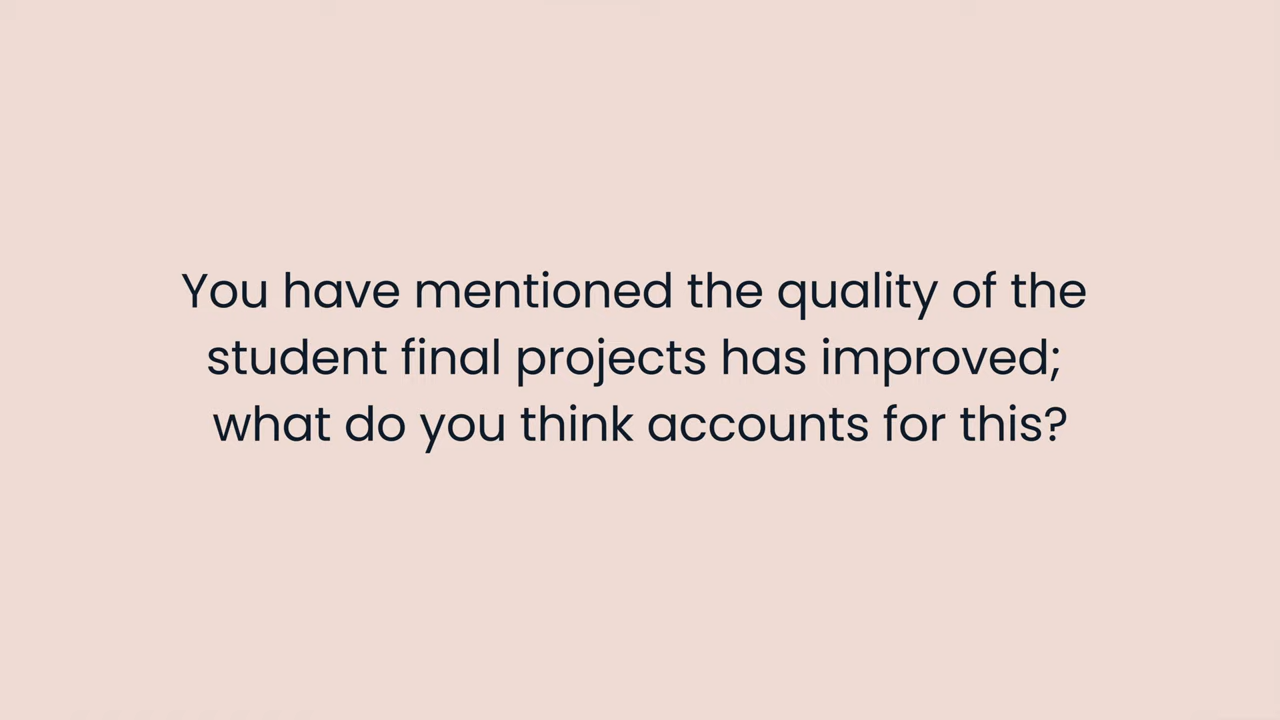 You have mentioned the quality of the
student final projects has improved;
what do you think accounts for this?